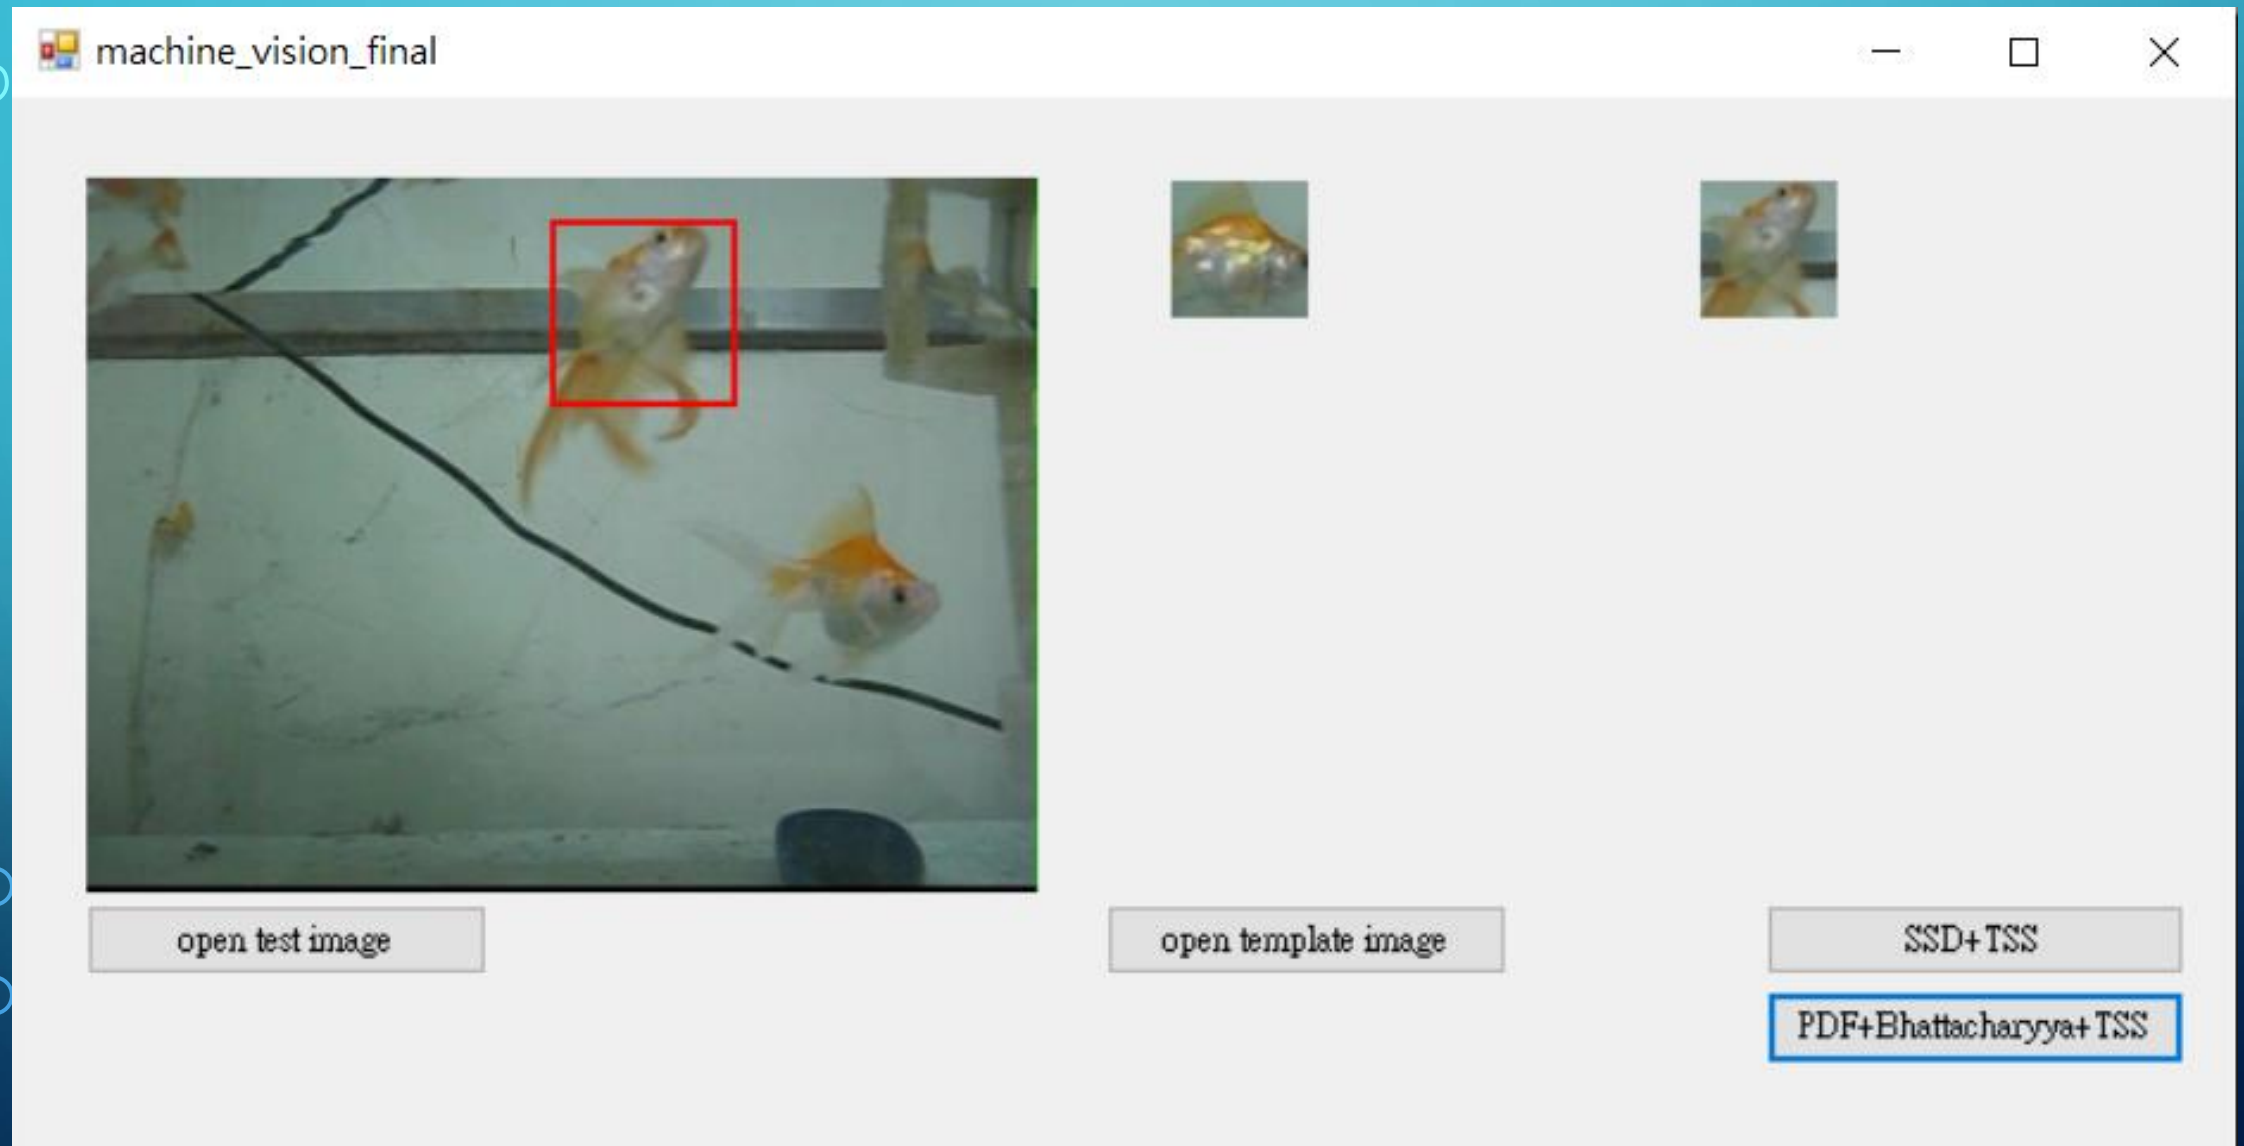 machine_vision_final
open test image
open template image
SSD+TSS
PDF+Bhattacharyya+TSS